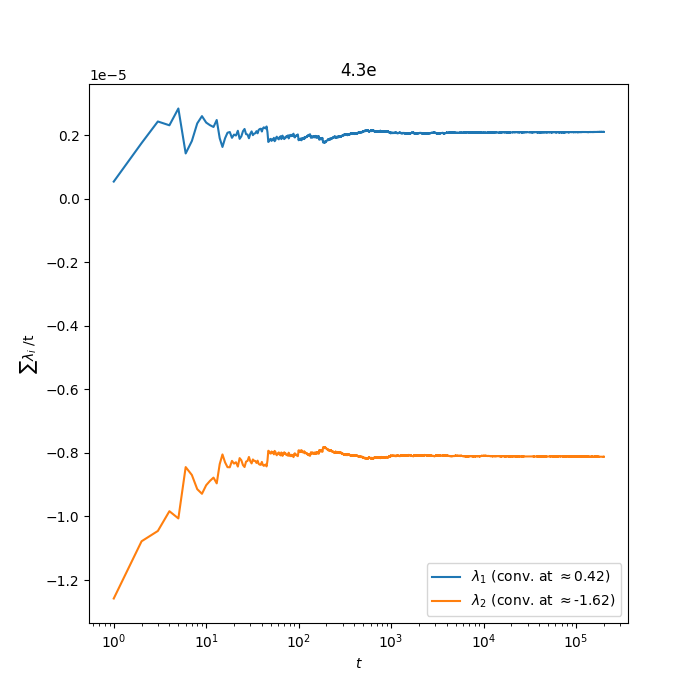 4.3e
1e−5
0.2
0.0
−0.2
−0.4
−0.6
−0.8
−1.0
−1.2
∑λᵢ /t
10⁰
10¹
10²
10³
10⁴
10⁵
t
λ₁ (conv. at ≈0.42)
λ₂ (conv. at ≈-1.62)